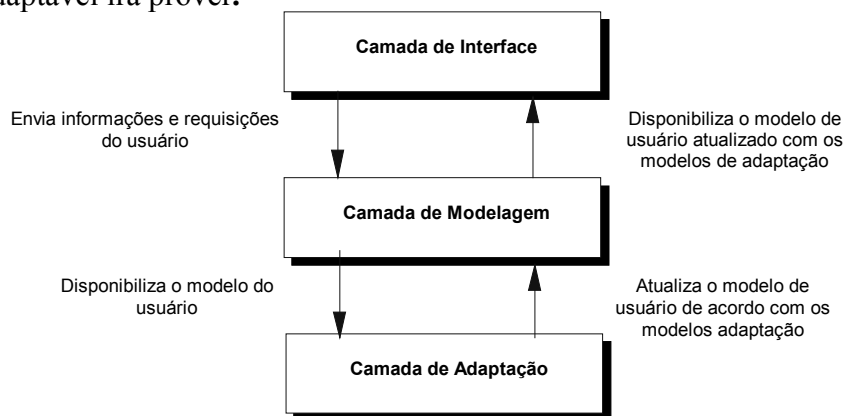 irá prover.
Camada de Interface
Envia informações e requisições
do usuário
Disponibiliza o modelo de
usuário atualizado com os
modelos de adaptação
Camada de Modelagem
Disponibiliza o modelo do
usuário
Atualiza o modelo de
usuário de acordo com os
modelos adaptação
Camada de Adaptação